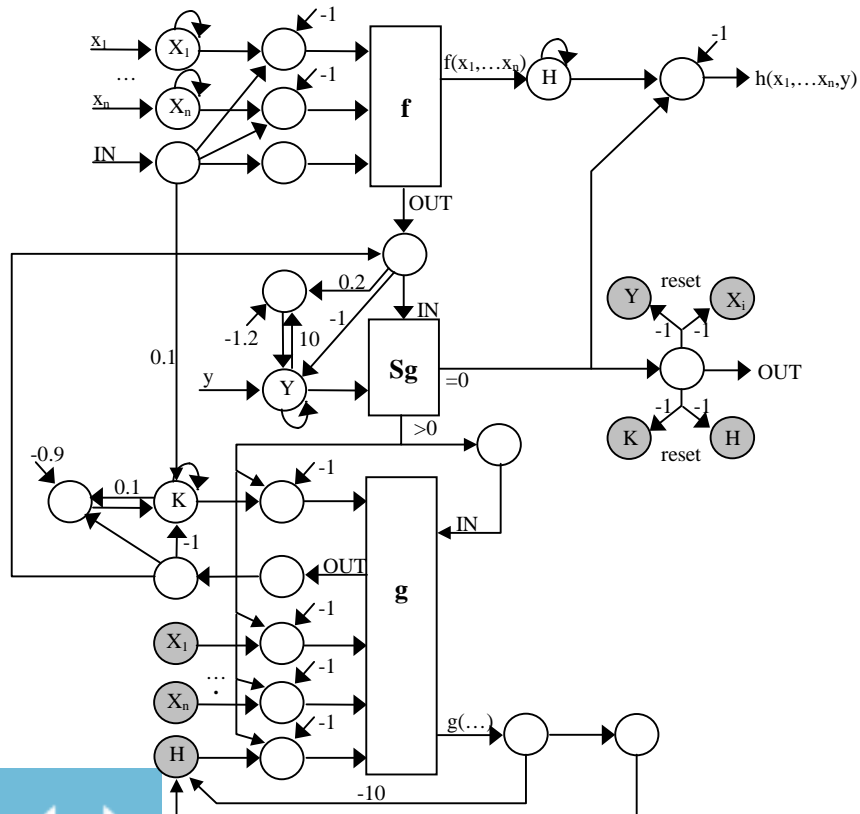 x₁ X₁ -1
f(x₁,…xₙ) H -1
… -1
h(x₁,…xₙ,y)
xₙ Xₙ
f
IN
OUT
0.2
-1
Y reset Xᵢ
-1.2 10
IN
-1 -1
0.1
y Y
Sg
=0
OUT
>0
-1 -1
K reset H
-0.9 -1
0.1 K
IN
-1
OUT
g
-1
X₁
-1
…
.
Xₙ
-1
g(…)
H
-10